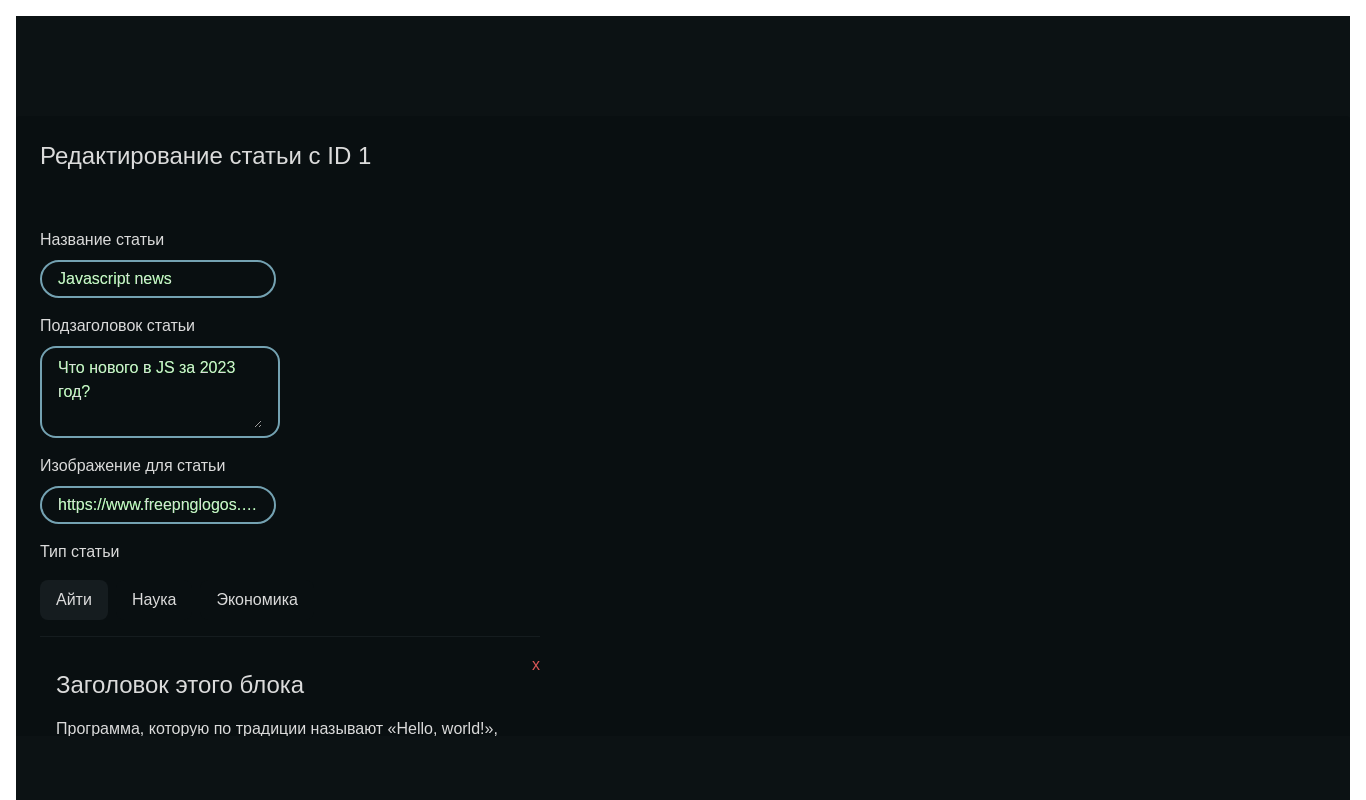 Редактирование статьи с ID 1
Название статьи
Javascript news
Подзаголовок статьи
Что нового в JS за 2023
год?
Изображение для статьи
https://www.freepnglogos.…
Тип статьи
Айти Наука Экономика
x
Заголовок этого блока
Программа, которую по традиции называют «Hello, world!»,